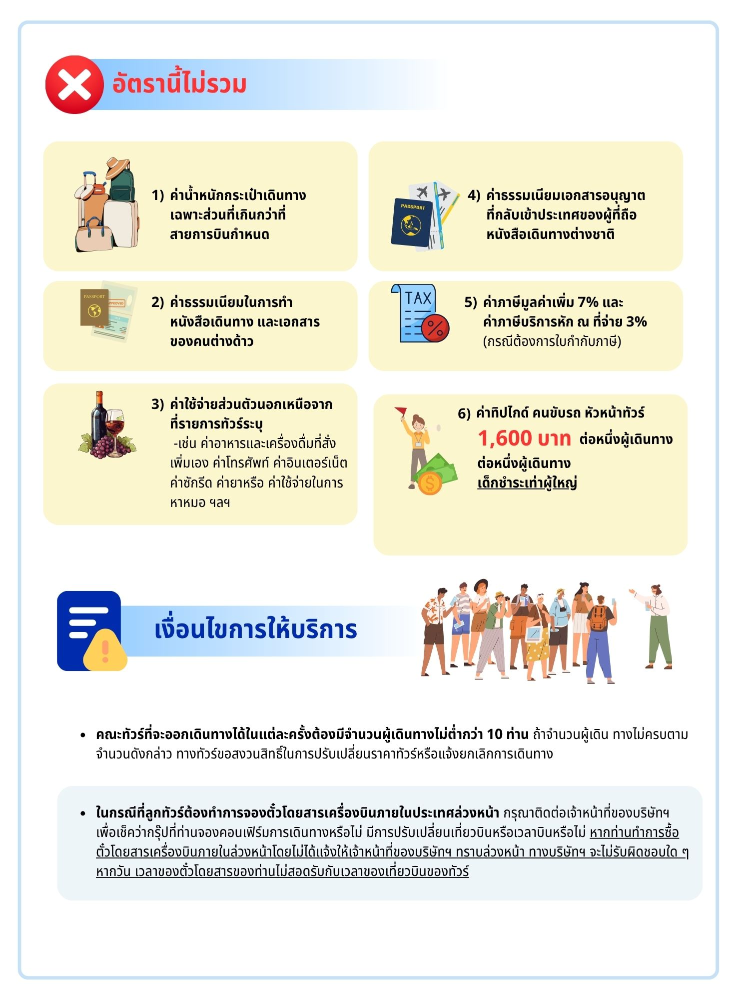 อัตรานี้ไม่รวม
1) ค่าน้ำหนักกระเป๋าเดินทาง
เฉพาะส่วนที่เกินกว่าที่
สายการบินกำหนด
PASSPORT
APPROVED
VISA
2) ค่าธรรมเนียมในการทำ
หนังสือเดินทาง และเอกสาร
ของคนต่างด้าว
3) ค่าใช้จ่ายส่วนตัวนอกเหนือจาก
ที่รายการทัวร์ระบุ
-เช่น ค่าอาหารและเครื่องดื่มที่สั่ง
เพิ่มเอง ค่าโทรศัพท์ ค่าอินเตอร์เน็ต
ค่าซักรีด ค่ายาหรือ ค่าใช้จ่ายในการ
หาหมอ ฯลฯ
PASSPORT
4) ค่าธรรมเนียมเอกสารอนุญาต
ที่กลับเข้าประเทศของผู้ที่ถือ
หนังสือเดินทางต่างชาติ
TAX
%
5) ค่าภาษีมูลค่าเพิ่ม 7% และ
ค่าภาษีบริการหัก ณ ที่จ่าย 3%
(กรณีต้องการใบกำกับภาษี)
$
6) ค่าทิปไกด์ คนขับรถ หัวหน้าทัวร์
1,600 บาท ต่อหนึ่งผู้เดินทาง
ต่อหนึ่งผู้เดินทาง
เด็กชำระเท่าผู้ใหญ่
เงื่อนไขการให้บริการ
• คณะทัวร์ที่จะออกเดินทางได้ในแต่ละครั้งต้องมีจำนวนผู้เดินทางไม่ต่ำกว่า 10 ท่าน ถ้าจำนวนผู้เดิน ทางไม่ครบตาม
จำนวนดังกล่าว ทางทัวร์ขอสงวนสิทธิ์ในการปรับเปลี่ยนราคาทัวร์หรือแจ้งยกเลิกการเดินทาง
• ในกรณีที่ลูกทัวร์ต้องทำการจองตั๋วโดยสารเครื่องบินภายในประเทศล่วงหน้า กรุณาติดต่อเจ้าหน้าที่ของบริษัทฯ
เพื่อเช็คว่ากรุ๊ปที่ท่านจองคอนเฟิร์มการเดินทางหรือไม่ มีการปรับเปลี่ยนเที่ยวบินหรือเวลาบินหรือไม่ หากท่านทำการซื้อ
ตั๋วโดยสารเครื่องบินภายในล่วงหน้าโดยไม่ได้แจ้งให้เจ้าหน้าที่ของบริษัทฯ ทราบล่วงหน้า ทางบริษัทฯ จะไม่รับผิดชอบใด ๆ
หากวัน เวลาของตั๋วโดยสารของท่านไม่สอดรับกับเวลาของเที่ยวบินของทัวร์